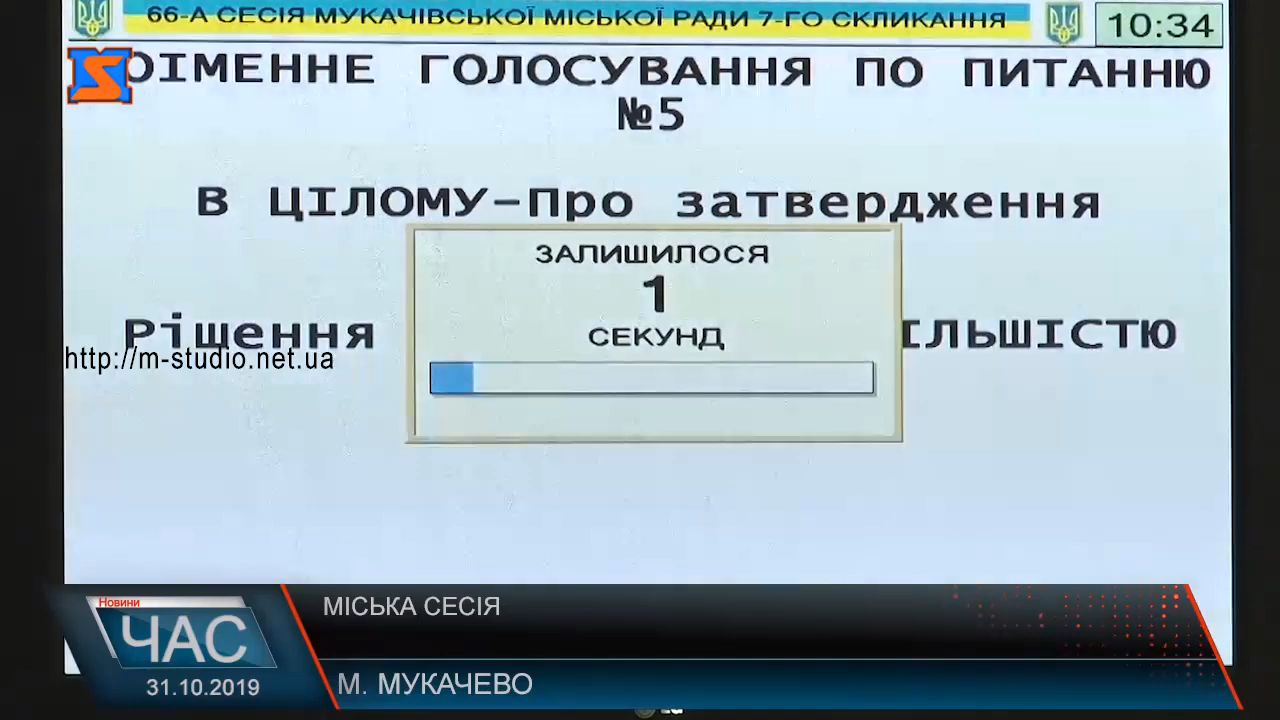 66-А СЕСІЯ МУКАЧІВСЬКОЇ МІСЬКОЇ РАДИ 7-ГО СКЛИКАННЯ
10:34
ОІМЕННЕ ГОЛОСУВАННЯ ПО ПИТАННЮ
№5
В ЦІЛОМУ-Про затвердження
ЗАЛИШИЛОСЯ
1
СЕКУНД
Рішення ІЛЬШІСТЮ
http://m-studio.net.ua
Новини
ЧАС
31.10.2019
МІСЬКА СЕСІЯ
М. МУКАЧЕВО